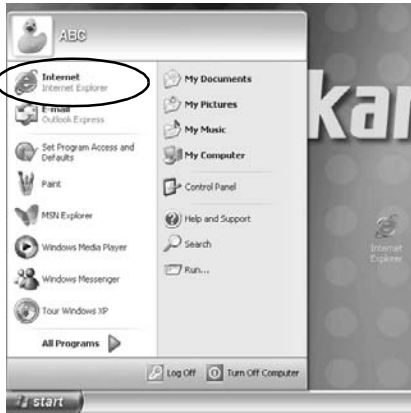 ABC
Internet
Internet Explorer
E-mail
Outlook Express
Set Program Access and
Defaults
Paint
MSN Explorer
Windows Media Player
Windows Messenger
Tour Windows XP
All Programs
My Documents
My Pictures
My Music
My Computer
Control Panel
Help and Support
Search
Run...
kar
Internet
Explorer
Log Off
Turn Off Computer
start